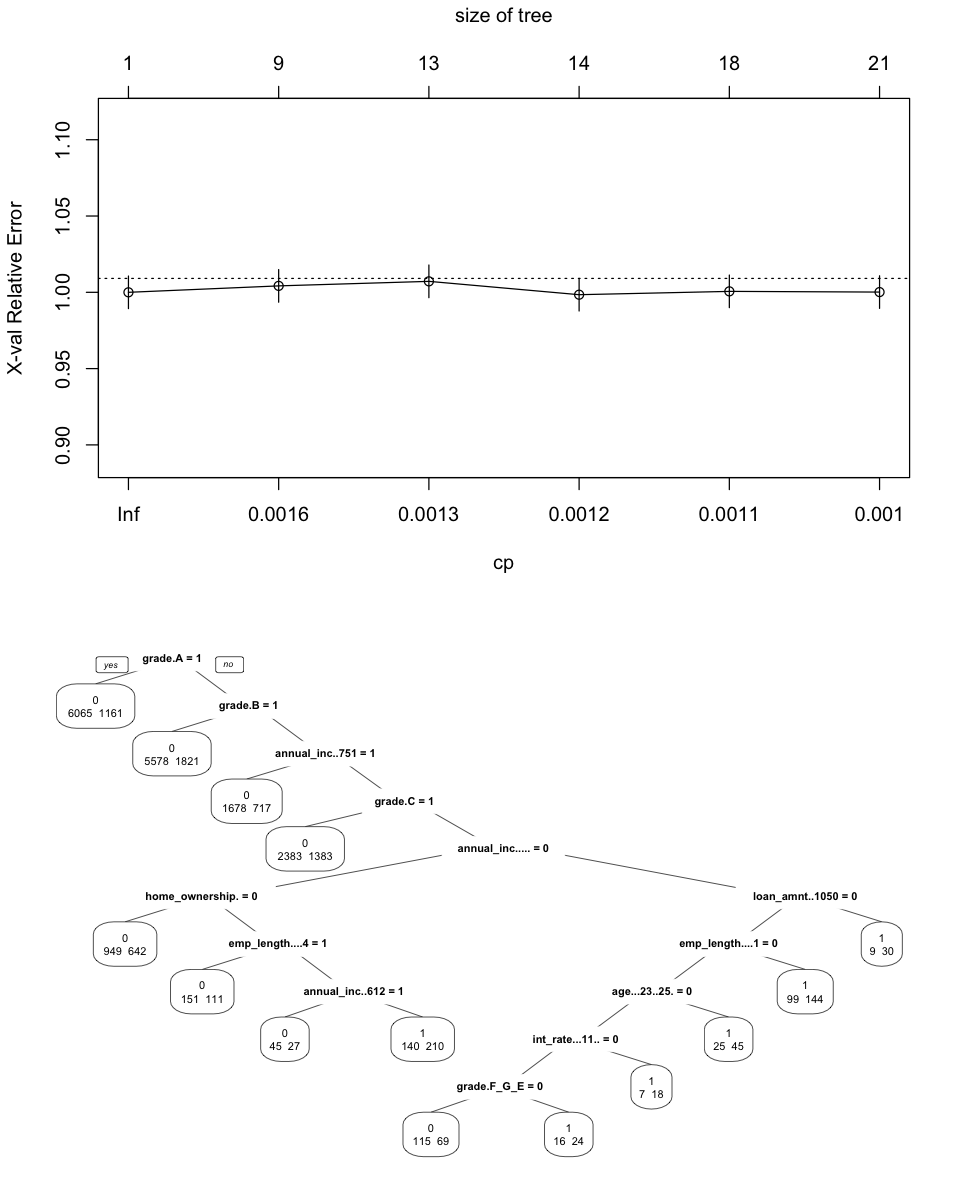 size of tree
1 9 13 14 18 21
X-val Relative Error
1.10
1.05
1.00
0.95
0.90
Inf 0.0016 0.0013 0.0012 0.0011 0.001
cp
yes grade.A = 1 no
0
6065 1161
grade.B = 1
0
5578 1821
annual_inc..751 = 1
0
1678 717
grade.C = 1
0
2383 1383
annual_inc..... = 0
home_ownership. = 0
loan_amnt..1050 = 0
0
949 642
emp_length....4 = 1
emp_length....1 = 0
1
9 30
0
151 111
annual_inc..612 = 1
age...23..25. = 0
1
99 144
0
45 27
1
140 210
int_rate...11.. = 0
1
25 45
grade.F_G_E = 0
1
7 18
0
115 69
1
16 24